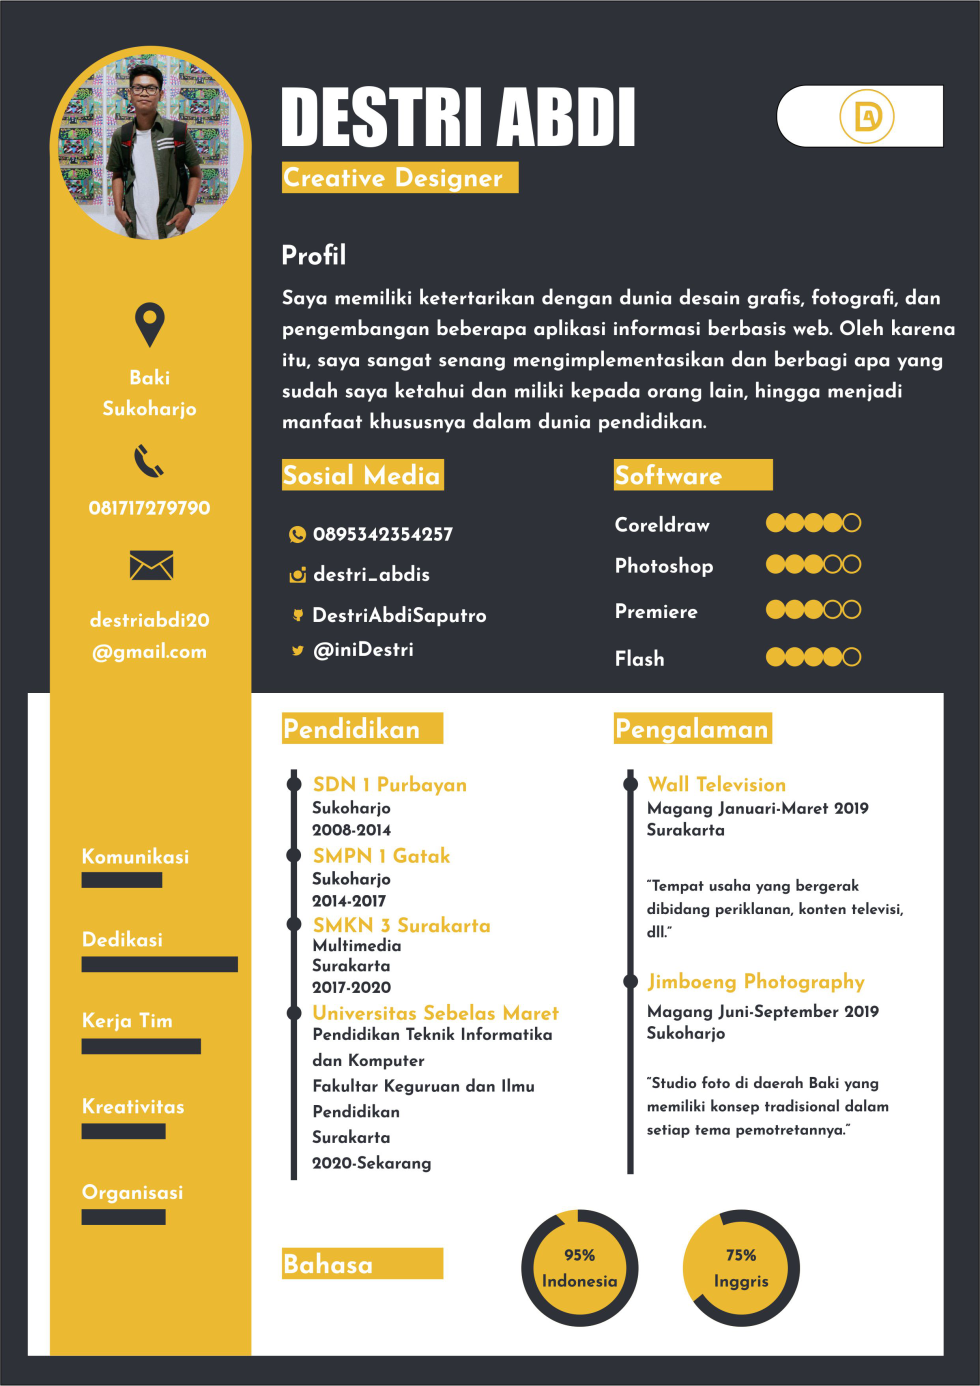 DESTRI ABDI
Creative Designer
DA
Profil
Saya memiliki ketertarikan dengan dunia desain grafis, fotografi, dan
pengembangan beberapa aplikasi informasi berbasis web. Oleh karena
itu, saya sangat senang mengimplementasikan dan berbagi apa yang
sudah saya ketahui dan miliki kepada orang lain, hingga menjadi
manfaat khususnya dalam dunia pendidikan.
Baki
Sukoharjo
081717279790
destriabdi20
@gmail.com
Sosial Media
0895342354257
destri_abdis
DestriAbdiSaputro
@iniDestri
Software
Coreldraw
Photoshop
Premiere
Flash
Komunikasi
Dedikasi
Kerja Tim
Kreativitas
Organisasi
Pendidikan
SDN 1 Purbayan
Sukoharjo
2008-2014
SMPN 1 Gatak
Sukoharjo
2014-2017
SMKN 3 Surakarta
Multimedia
Surakarta
2017-2020
Universitas Sebelas Maret
Pendidikan Teknik Informatika
dan Komputer
Fakultar Keguruan dan Ilmu
Pendidikan
Surakarta
2020-Sekarang
Pengalaman
Wall Television
Magang Januari-Maret 2019
Surakarta
"Tempat usaha yang bergerak
dibidang periklanan, konten televisi,
dll."
Jimboeng Photography
Magang Juni-September 2019
Sukoharjo
"Studio foto di daerah Baki yang
memiliki konsep tradisional dalam
setiap tema pemotretannya."
Bahasa
95%
Indonesia
75%
Inggris